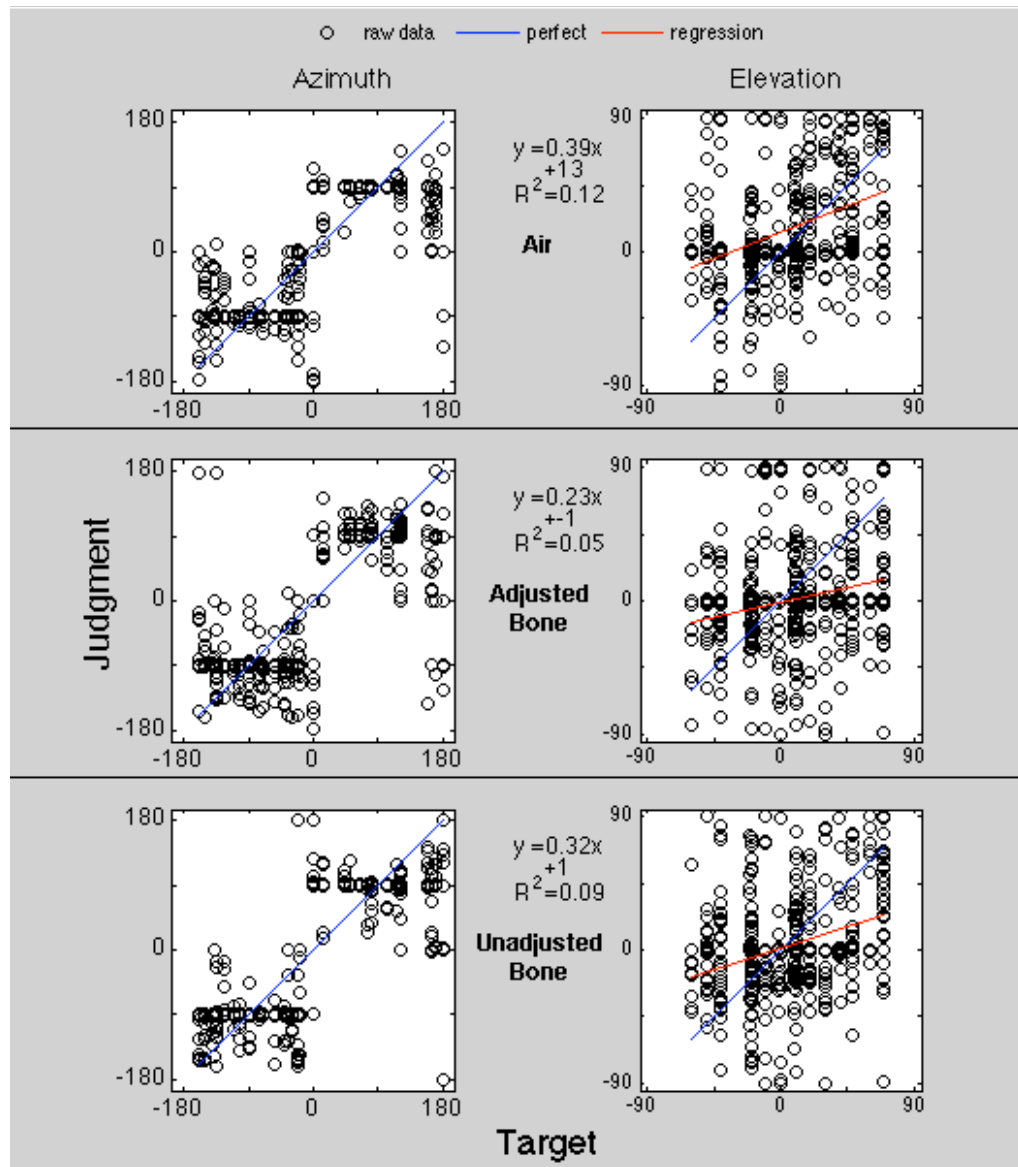 raw data perfect regression
Azimuth Elevation
180
0
-180
-180 0 180
y=0.39x
+13
R²=0.12
Air
90
0
-90
-90 0 90
Judgment
180
0
-180
-180 0 180
y=0.23x
+-1
R²=0.05
Adjusted
Bone
90
0
-90
-90 0 90
180
0
-180
-180 0 180
y=0.32x
+1
R²=0.09
Unadjusted
Bone
90
0
-90
-90 0 90
Target